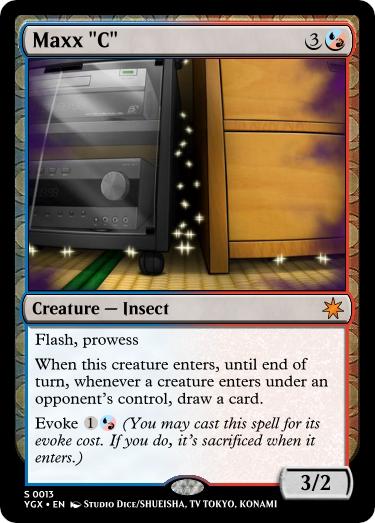 Maxx "C" 3
Creature — Insect
Flash, prowess
When this creature enters, until end of
turn, whenever a creature enters under an
opponent's control, draw a card.
Evoke 1 (You may cast this spell for its
evoke cost. If you do, it's sacrificed when it
enters.)
3/2
S 0013
YGX • EN Studio Dice/SHUEISHA, TV TOKYO, KONAMI